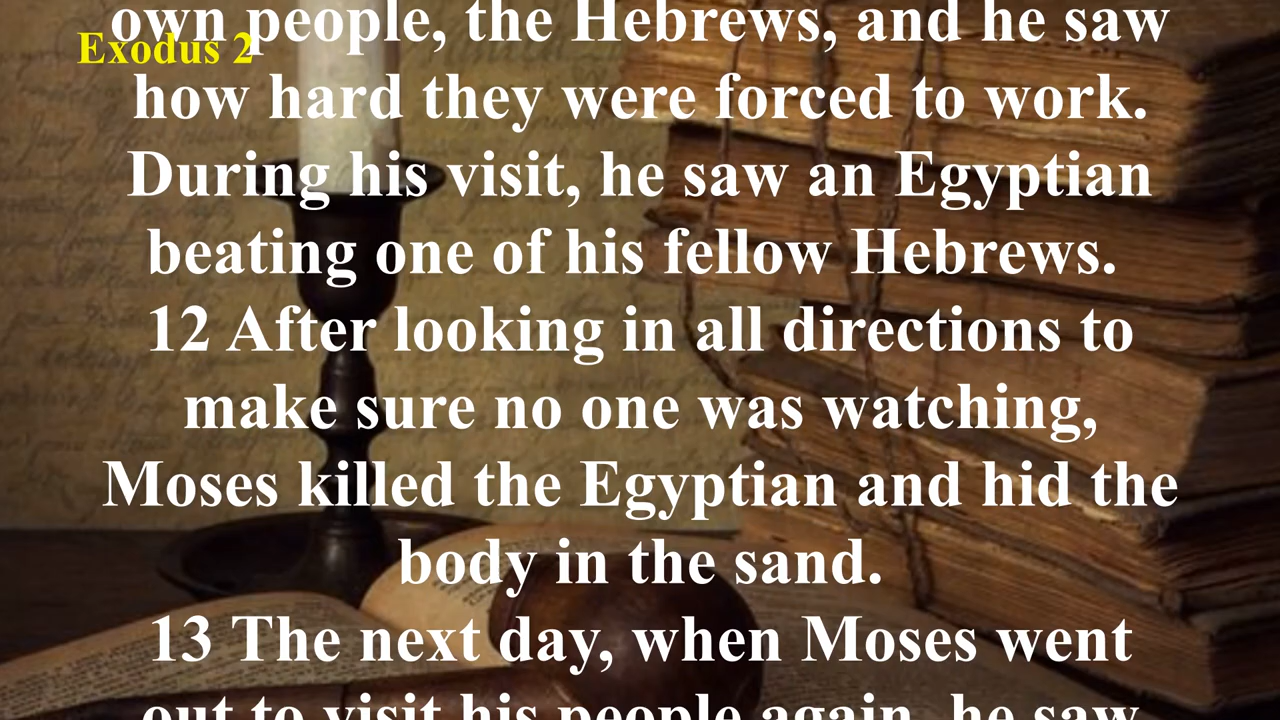 own people, the Hebrews, and he saw
Exodus 2
how hard they were forced to work.
During his visit, he saw an Egyptian
beating one of his fellow Hebrews.
12 After looking in all directions to
make sure no one was watching,
Moses killed the Egyptian and hid the
body in the sand.
13 The next day, when Moses went
out to visit his people again, he saw